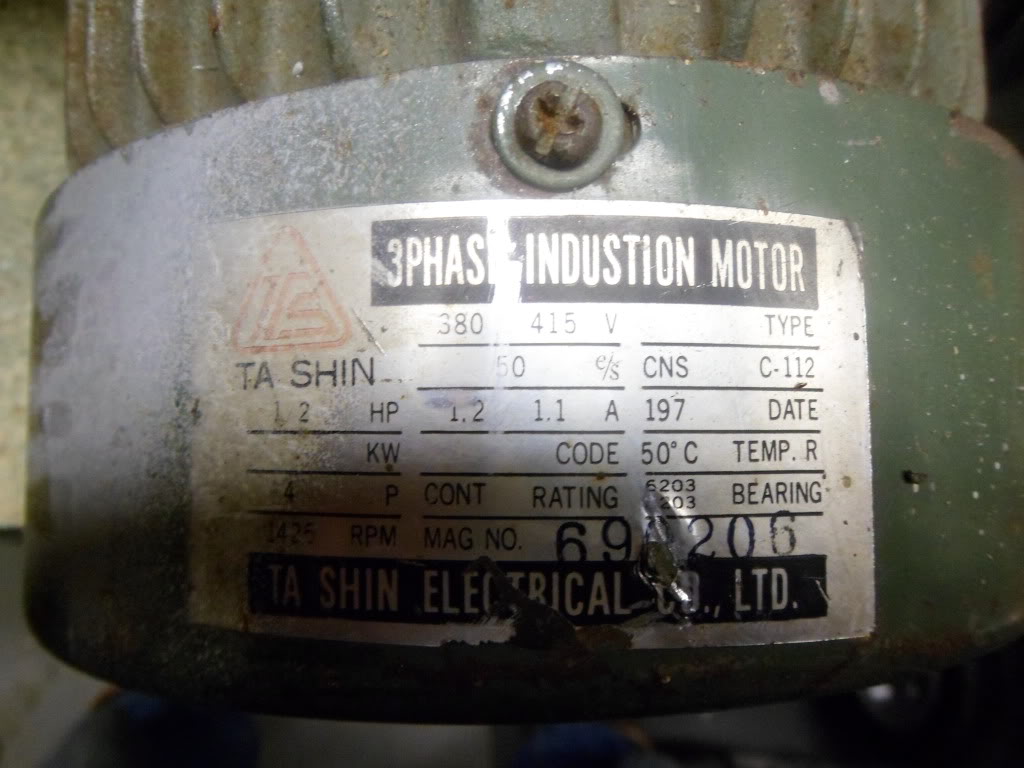 3PHASE INDUSTION MOTOR
TS
TA SHIN
380 415 V TYPE
50 c/s CNS C-112
1 2 HP 1.2 1.1 A 197 DATE
KW CODE 50°C TEMP. R
4 P CONT RATING 6203 BEARING
1425 RPM MAG NO.
TA SHIN ELECTRICAL CO., LTD.